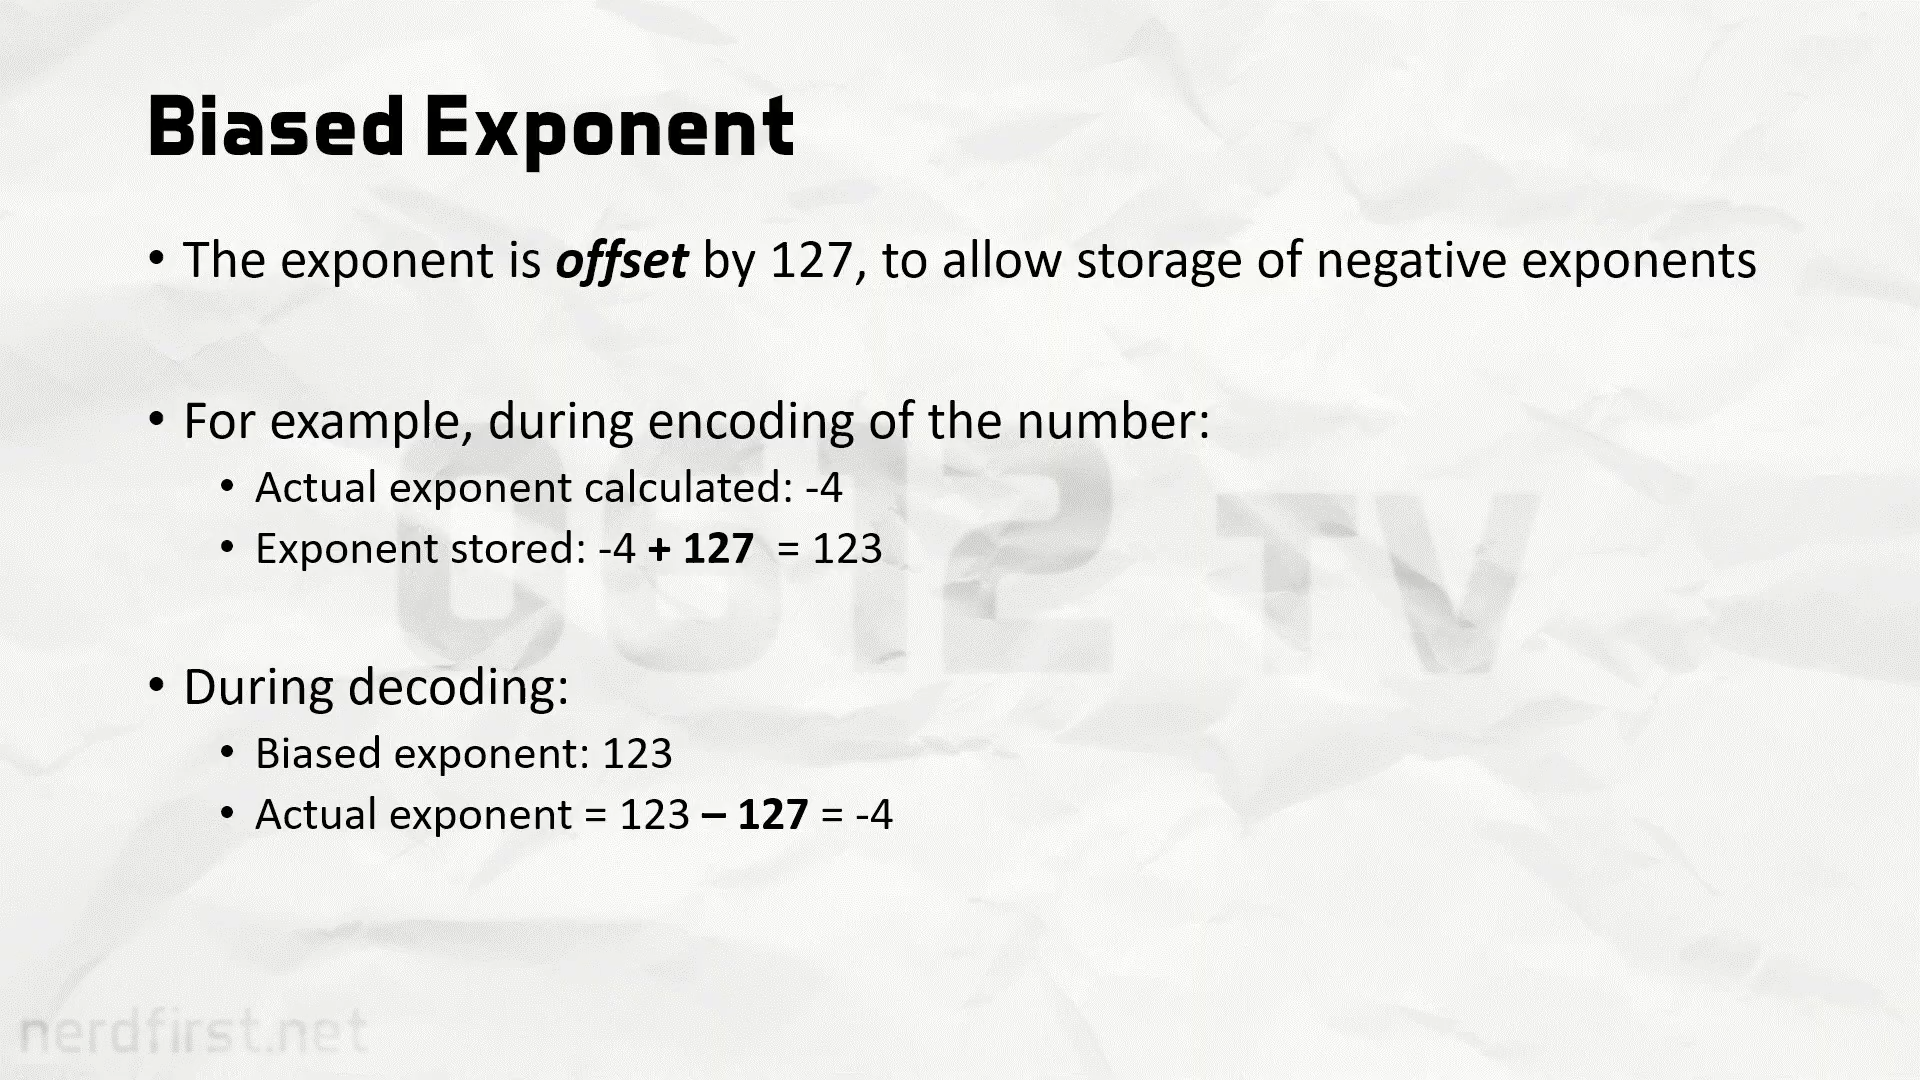 Biased Exponent
• The exponent is offset by 127, to allow storage of negative exponents
• For example, during encoding of the number:
• Actual exponent calculated: -4
• Exponent stored: -4 + 127  = 123
0612 TV
• During decoding:
• Biased exponent: 123
• Actual exponent = 123 – 127 = -4
nerdfirst.net